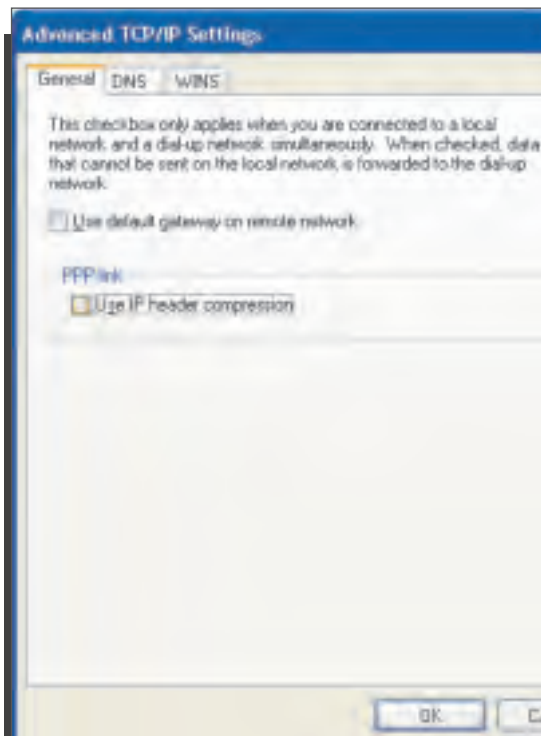 Advanced TCP/IP Settings
General DNS WINS
This checkbox only applies when you are connected to a local
network and a dial-up network simultaneously. When checked, data
that cannot be sent on the local network is forwarded to the dial-up
network.
Use default gateway on remote network
PPP link
Use IP header compression
OK